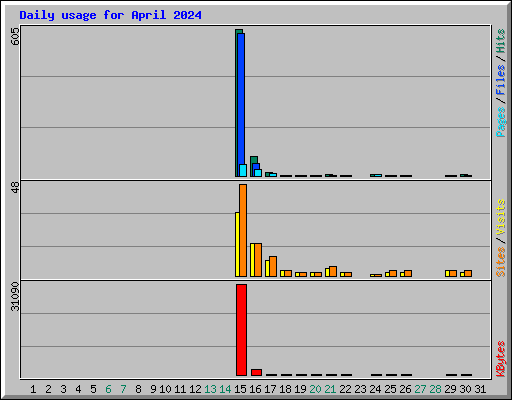 Daily usage for April 2024
605
48
31090
Pages / Files / Hits
Sites / Visits
KBytes
1 2 3 4 5 6 7 8 9 10 11 12 13 14 15 16 17 18 19 20 21 22 23 24 25 26 27 28 29 30 31